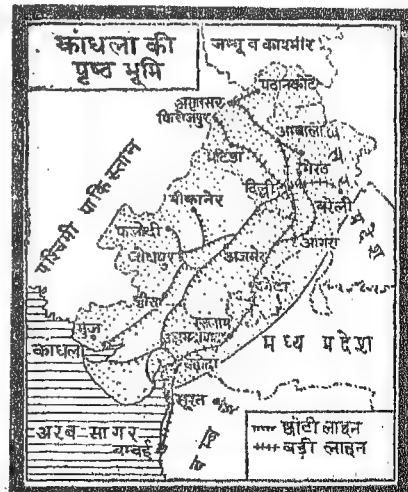 कांधला की
पृष्ठ भूमि
जम्मू व काश्मीर
पठानकोट
अमृतसर
फिरोजपुर
अम्बाला
भटिंडा
मेरठ
दिल्ली
पश्चिमी पाकिस्तान
बीकानेर
बरेली
फलोदी
आगरा
जोधपुर
अजमेर
कोटा
डीसा
भुज
रतलाम
कांधला
मध्य प्रदेश
सूरत
अरब सागर
बम्बई
छोटी लाइन
बड़ी लाइन